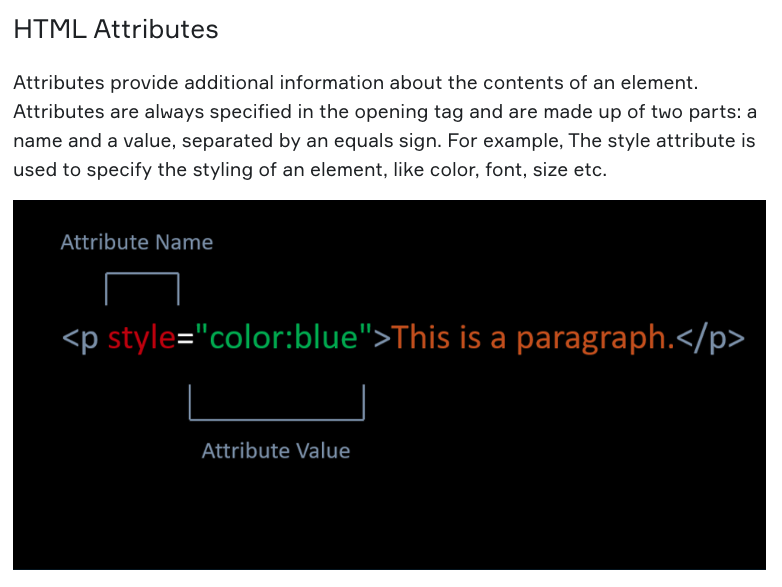 HTML Attributes
Attributes provide additional information about the contents of an element.
Attributes are always specified in the opening tag and are made up of two parts: a
name and a value, separated by an equals sign. For example, The style attribute is
used to specify the styling of an element, like color, font, size etc.
Attribute Name
<p style="color:blue">This is a paragraph.</p>
Attribute Value